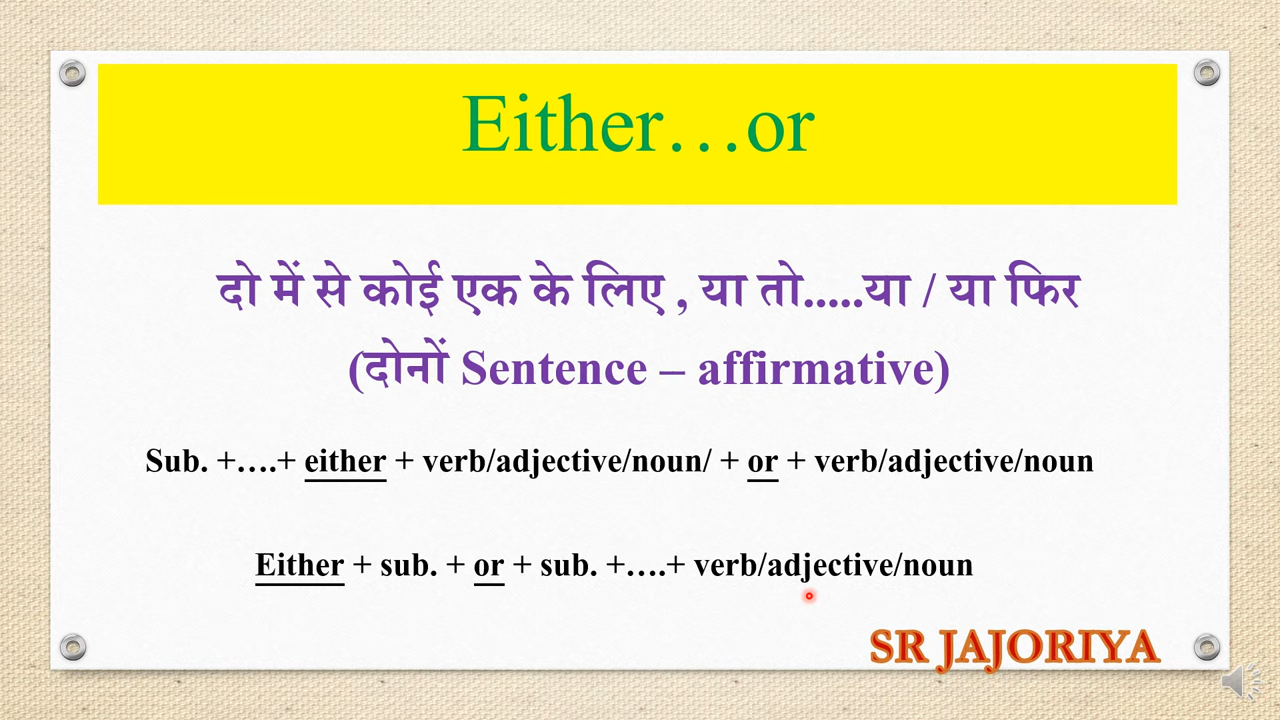 Either…or
दो में से कोई एक के लिए , या तो.....या / या फिर
(दोनों Sentence – affirmative)
Sub. +….+ either + verb/adjective/noun/ + or + verb/adjective/noun
Either + sub. + or + sub. +….+ verb/adjective/noun
SR JAJORIYA